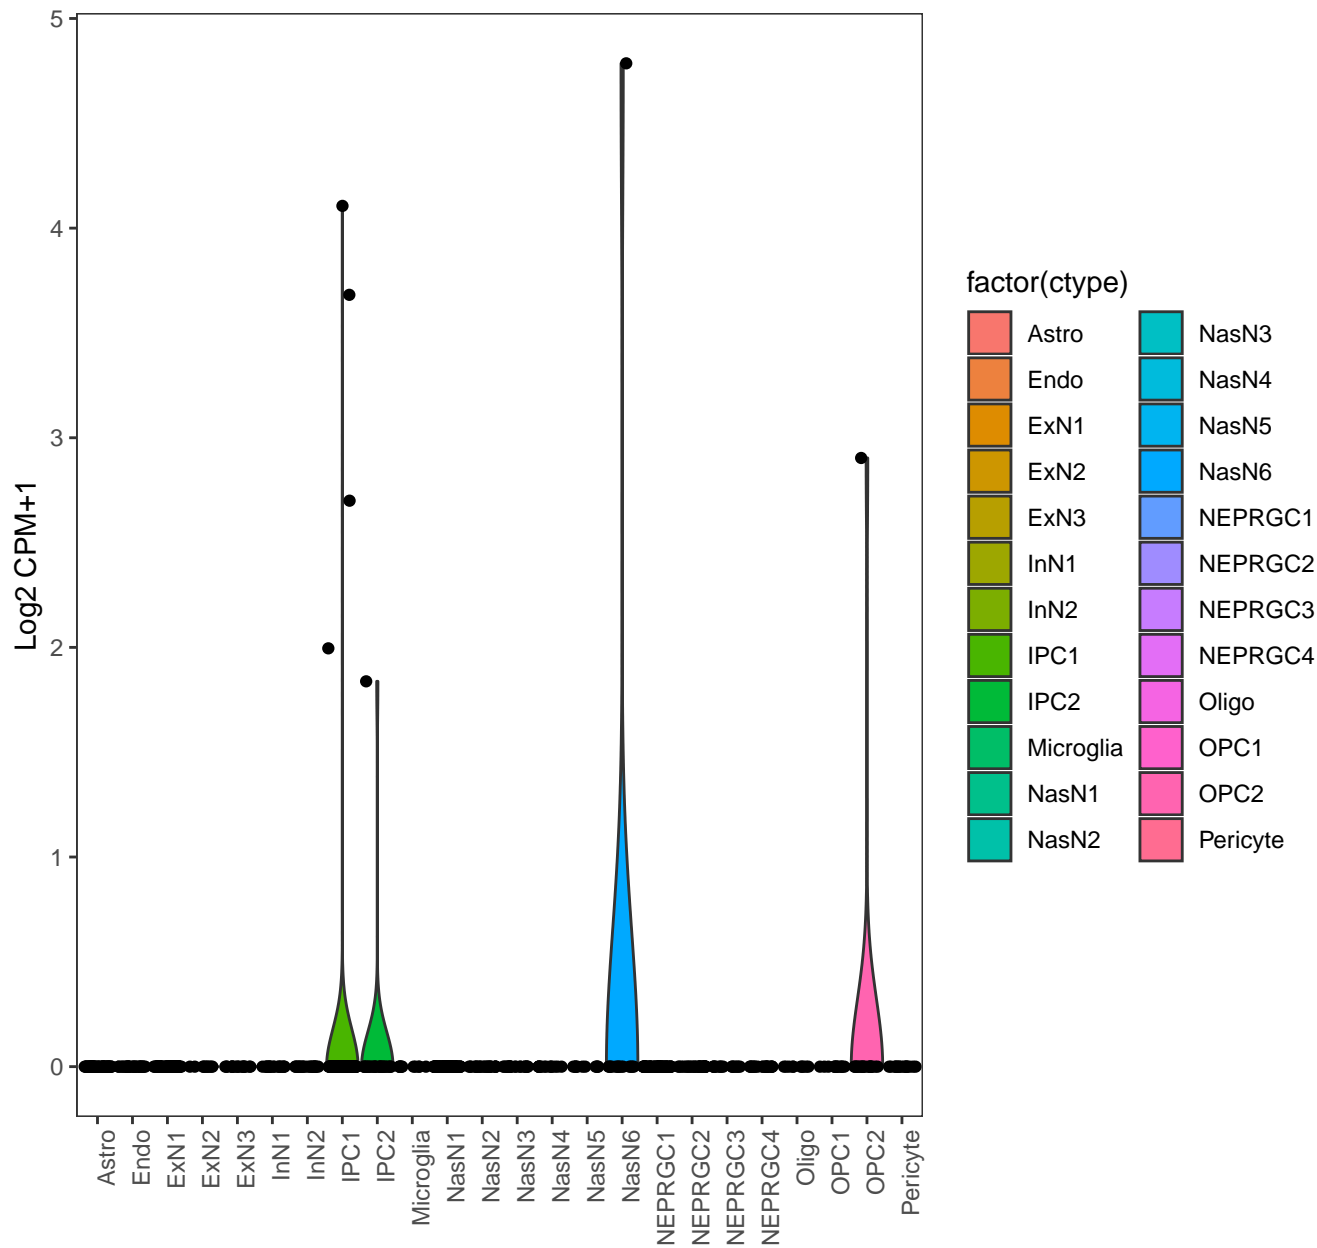 5
4
3
2
1
0
Log2 CPM+1
Astro
Endo
ExN1
ExN2
ExN3
InN1
InN2
IPC1
IPC2
Microglia
NasN1
NasN2
NasN3
NasN4
NasN5
NasN6
NEPRGC1
NEPRGC2
NEPRGC3
NEPRGC4
Oligo
OPC1
OPC2
Pericyte
factor(ctype)
Astro
Endo
ExN1
ExN2
ExN3
InN1
InN2
IPC1
IPC2
Microglia
NasN1
NasN2
NasN3
NasN4
NasN5
NasN6
NEPRGC1
NEPRGC2
NEPRGC3
NEPRGC4
Oligo
OPC1
OPC2
Pericyte